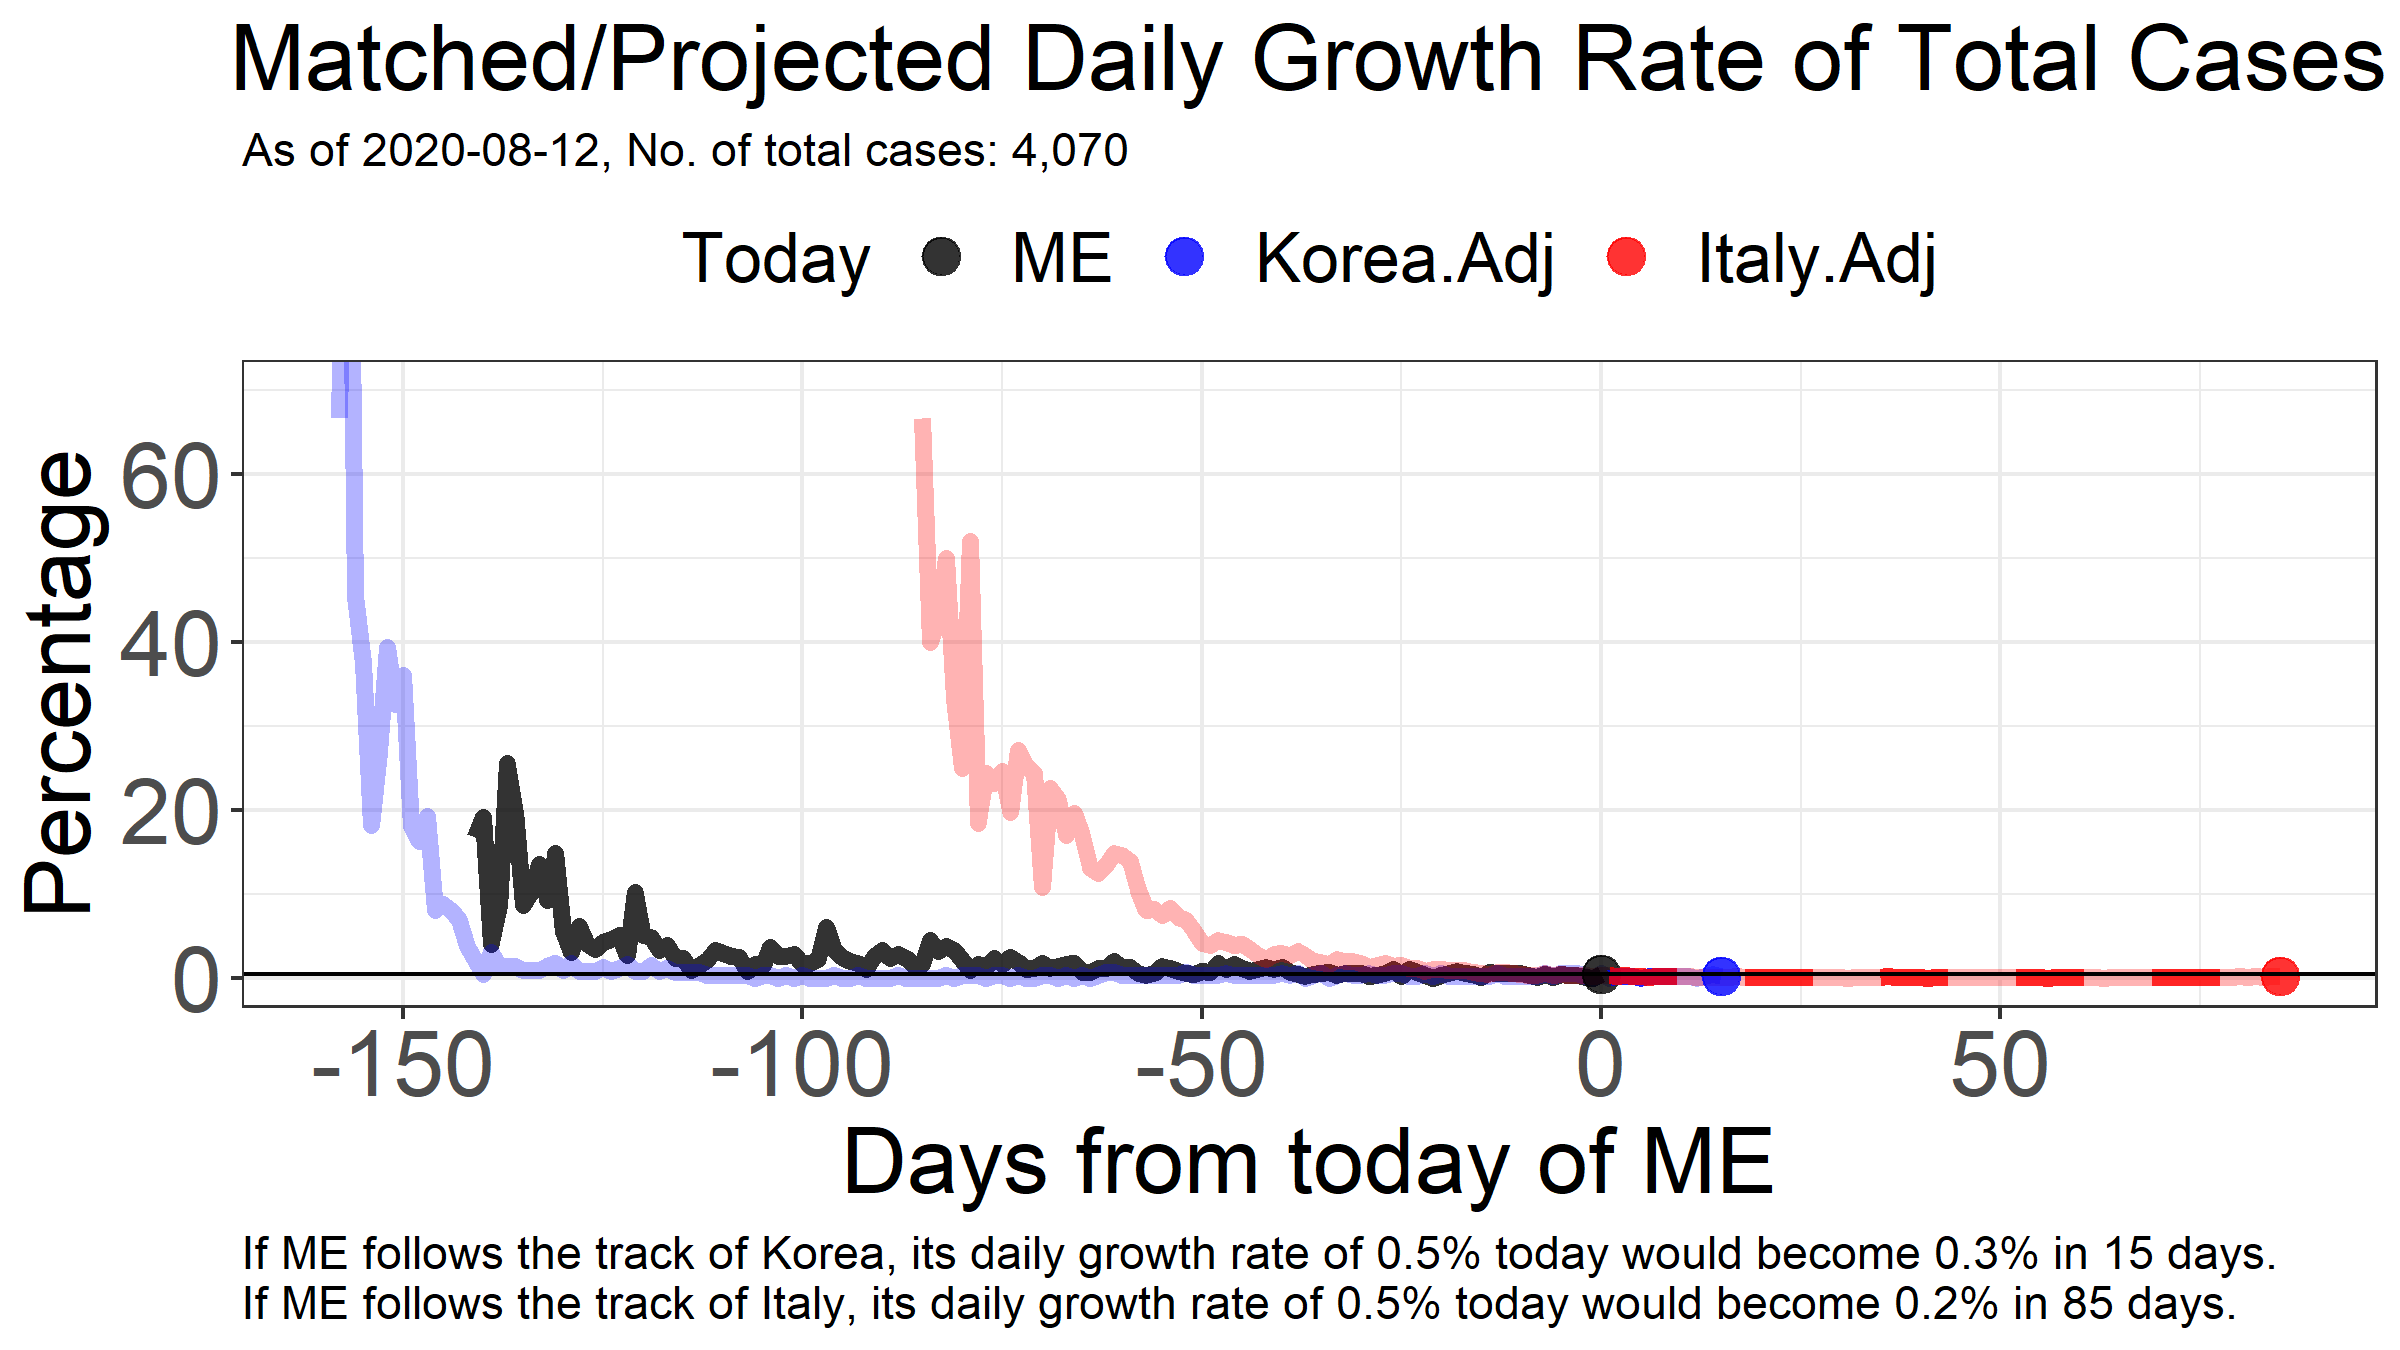 Matched/Projected Daily Growth Rate of Total Cases
As of 2020-08-12, No. of total cases: 4,070
Today ME Korea.Adj Italy.Adj
Percentage
60
40
20
0
-150 -100 -50 0 50
Days from today of ME
If ME follows the track of Korea, its daily growth rate of 0.5% today would become 0.3% in 15 days.
If ME follows the track of Italy, its daily growth rate of 0.5% today would become 0.2% in 85 days.